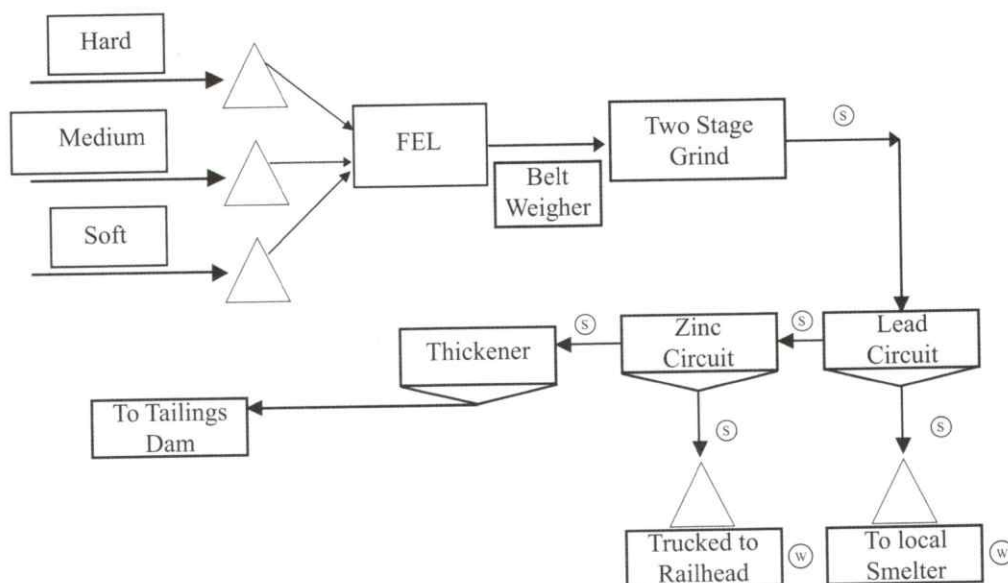 Hard
Medium
Soft
FEL
Belt
Weigher
Two Stage
Grind
S
Lead
Circuit
S
Zinc
Circuit
S
Thickener
To Tailings
Dam
S
S
Trucked to
Railhead
W
To local
Smelter
W